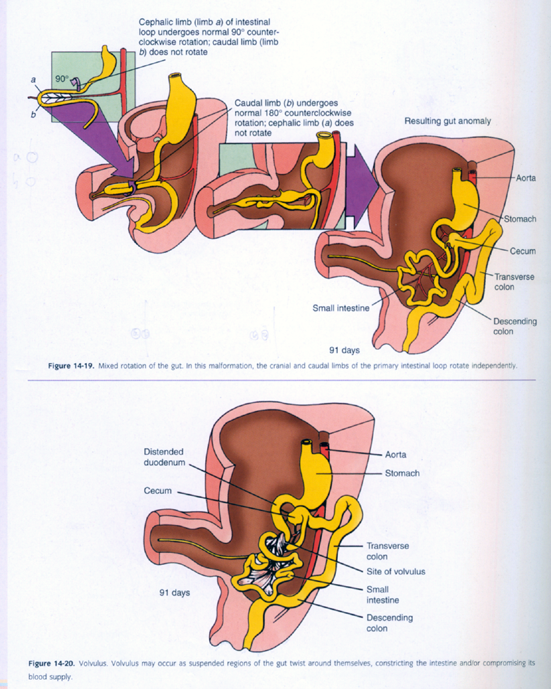 Cephalic limb (limb a) of intestinal
loop undergoes normal 90° counter-
clockwise rotation; caudal limb (limb
b) does not rotate
90°
a
b
Caudal limb (b) undergoes
normal 180° counterclockwise
rotation; cephalic limb (a) does
not rotate
Resulting gut anomaly
Aorta
Stomach
Cecum
Transverse
colon
Small intestine
Descending
colon
91 days
Figure 14-19. Mixed rotation of the gut. In this malformation, the cranial and caudal limbs of the primary intestinal loop rotate independently.
Distended
duodenum
Aorta
Stomach
Cecum
Transverse
colon
Site of volvulus
91 days
Small
intestine
Descending
colon
Figure 14-20. Volvulus. Volvulus may occur as suspended regions of the gut twist around themselves, constricting the intestine and/or compromising its
blood supply.